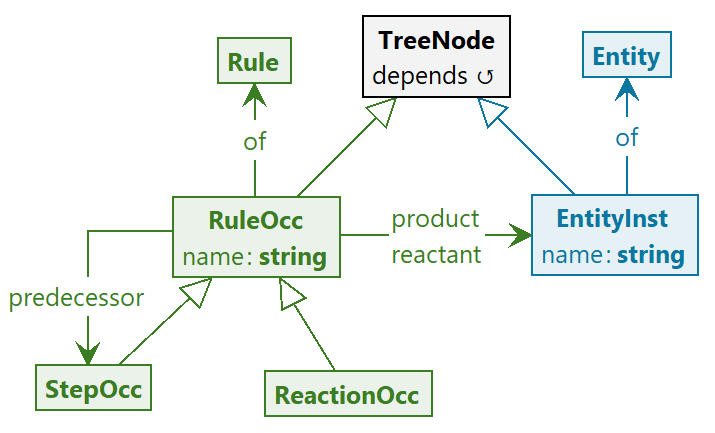 TreeNode
depends ↺
Rule
Entity
of
of
RuleOcc
name: string
product
reactant
EntityInst
name: string
predecessor
StepOcc
ReactionOcc